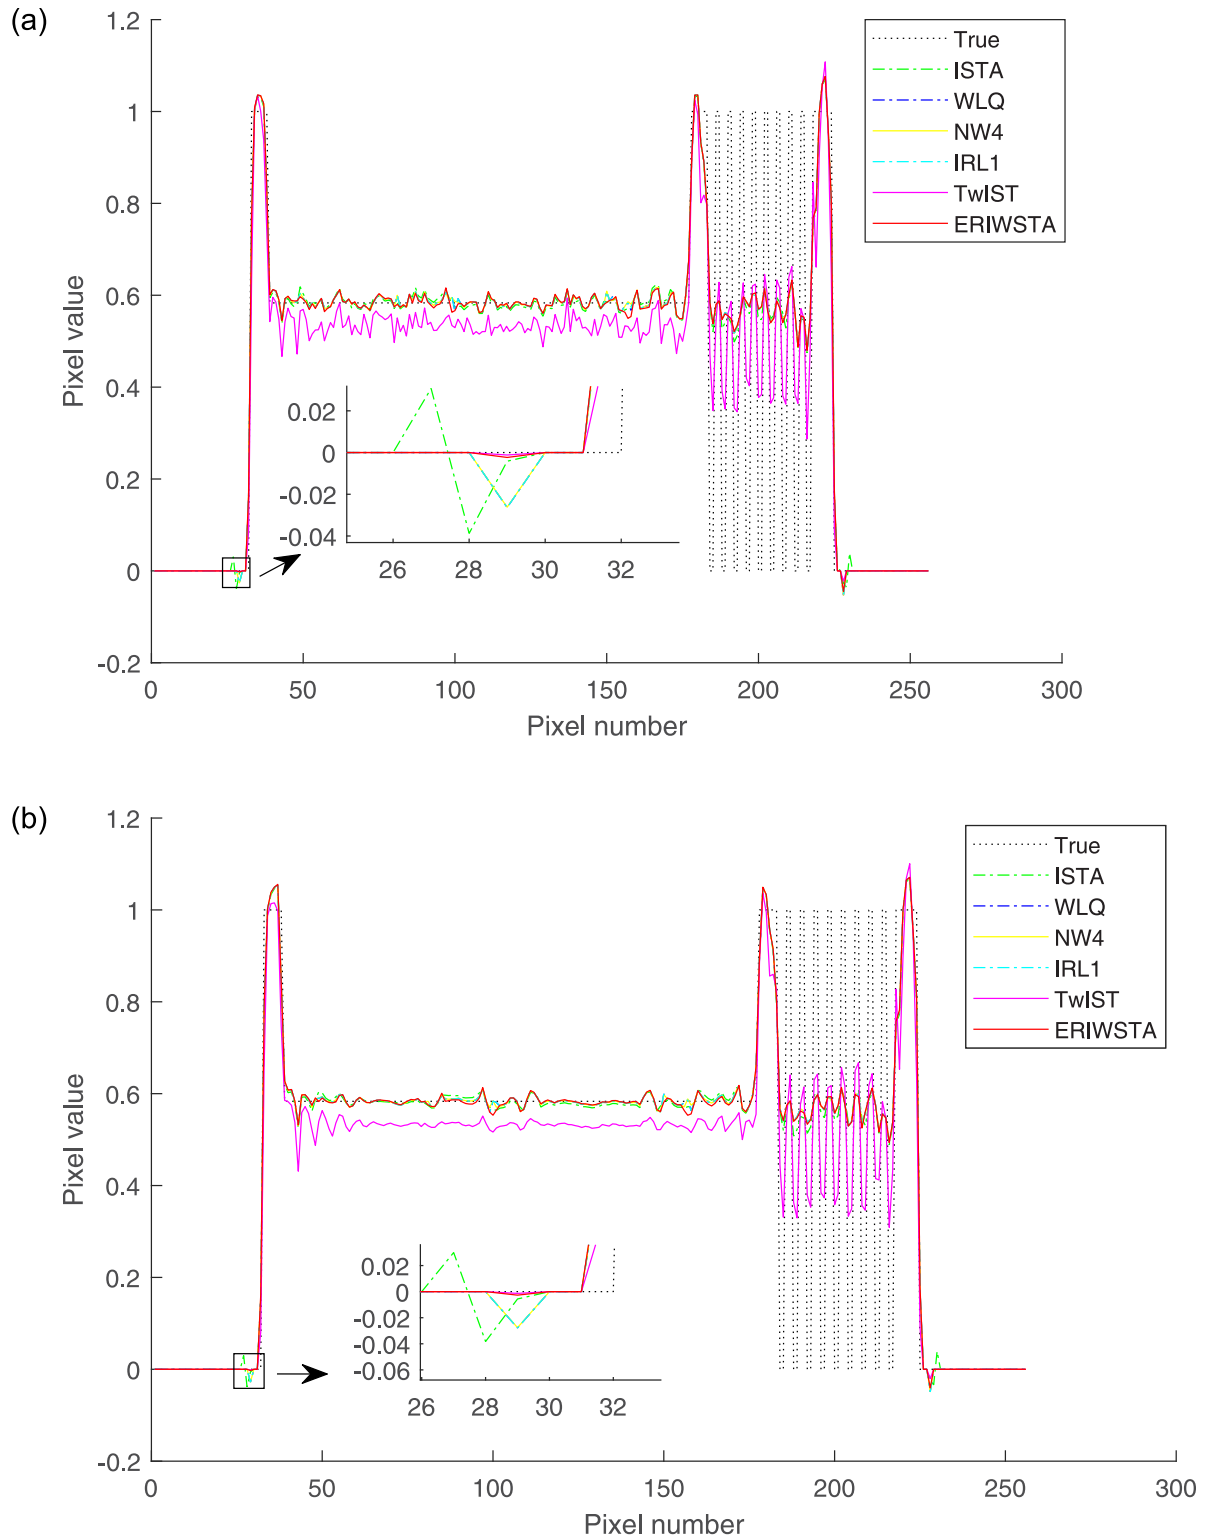 (a)
1.2
1
0.8
0.6
0.4
0.2
0
-0.2
Pixel value
True
ISTA
WLQ
NW4
IRL1
TwIST
ERIWSTA
0.02
0
-0.02
-0.04
26 28 30 32
0 50 100 150 200 250 300
Pixel number
(b)
1.2
1
0.8
0.6
0.4
0.2
0
-0.2
Pixel value
True
ISTA
WLQ
NW4
IRL1
TwIST
ERIWSTA
0.02
0
-0.02
-0.04
-0.06
26 28 30 32
0 50 100 150 200 250 300
Pixel number